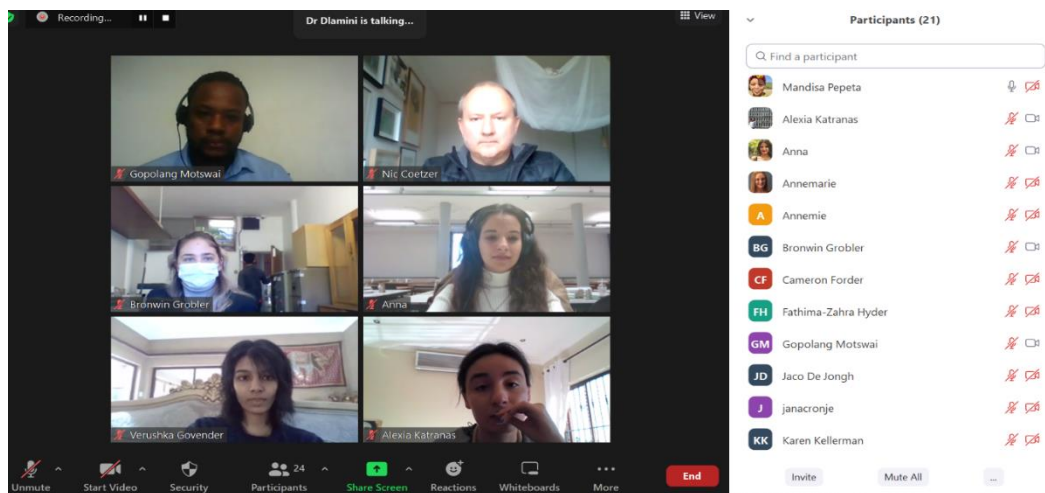 Recording...
Dr Dlamini is talking...
View
Gopolang Motswai
Nic Coetzer
Bronwin Grobler
Anna
Verushka Govender
Alexia Katranas
Unmute
Start Video
Security
24
Participants
Share Screen
Reactions
Whiteboards
More
End
Participants (21)
Find a participant
Mandisa Pepeta
Alexia Katranas
Anna
Annemarie
A Annemie
BG Bronwin Grobler
CF Cameron Forder
FH Fathima-Zahra Hyder
GM Gopolang Motswai
JD Jaco De Jongh
J janacronje
KK Karen Kellerman
Invite
Mute All
...